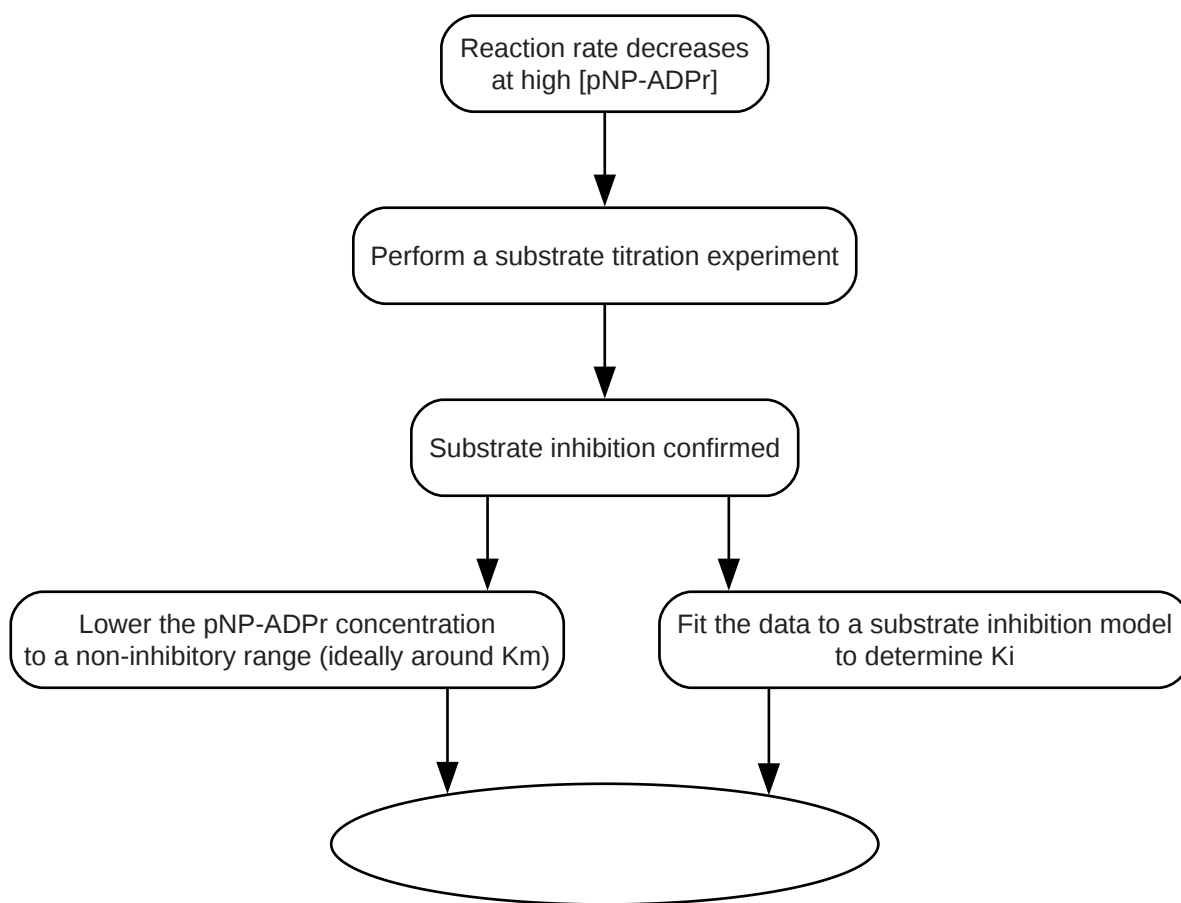 Reaction rate decreases
at high [pNP-ADPr]
Perform a substrate titration experiment
Substrate inhibition confirmed
Lower the pNP-ADPr concentration
to a non-inhibitory range (ideally around Km)
Fit the data to a substrate inhibition model
to determine Ki